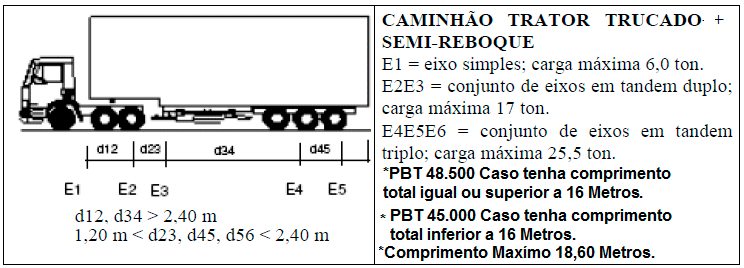 d12 d23 d34 d45
E1 E2 E3 E4 E5
d12, d34 > 2,40 m
1,20 m < d23, d45, d56 < 2,40 m
CAMINHÃO TRATOR TRUCADO +
SEMI-REBOQUE
E1 = eixo simples; carga máxima 6,0 ton.
E2E3 = conjunto de eixos em tandem duplo;
carga máxima 17 ton.
E4E5E6 = conjunto de eixos em tandem
triplo; carga máxima 25,5 ton.
*PBT 48.500 Caso tenha comprimento
total igual ou superior a 16 Metros.
* PBT 45.000 Caso tenha comprimento
total inferior a 16 Metros.
*Comprimento Maxímo 18,60 Metros.